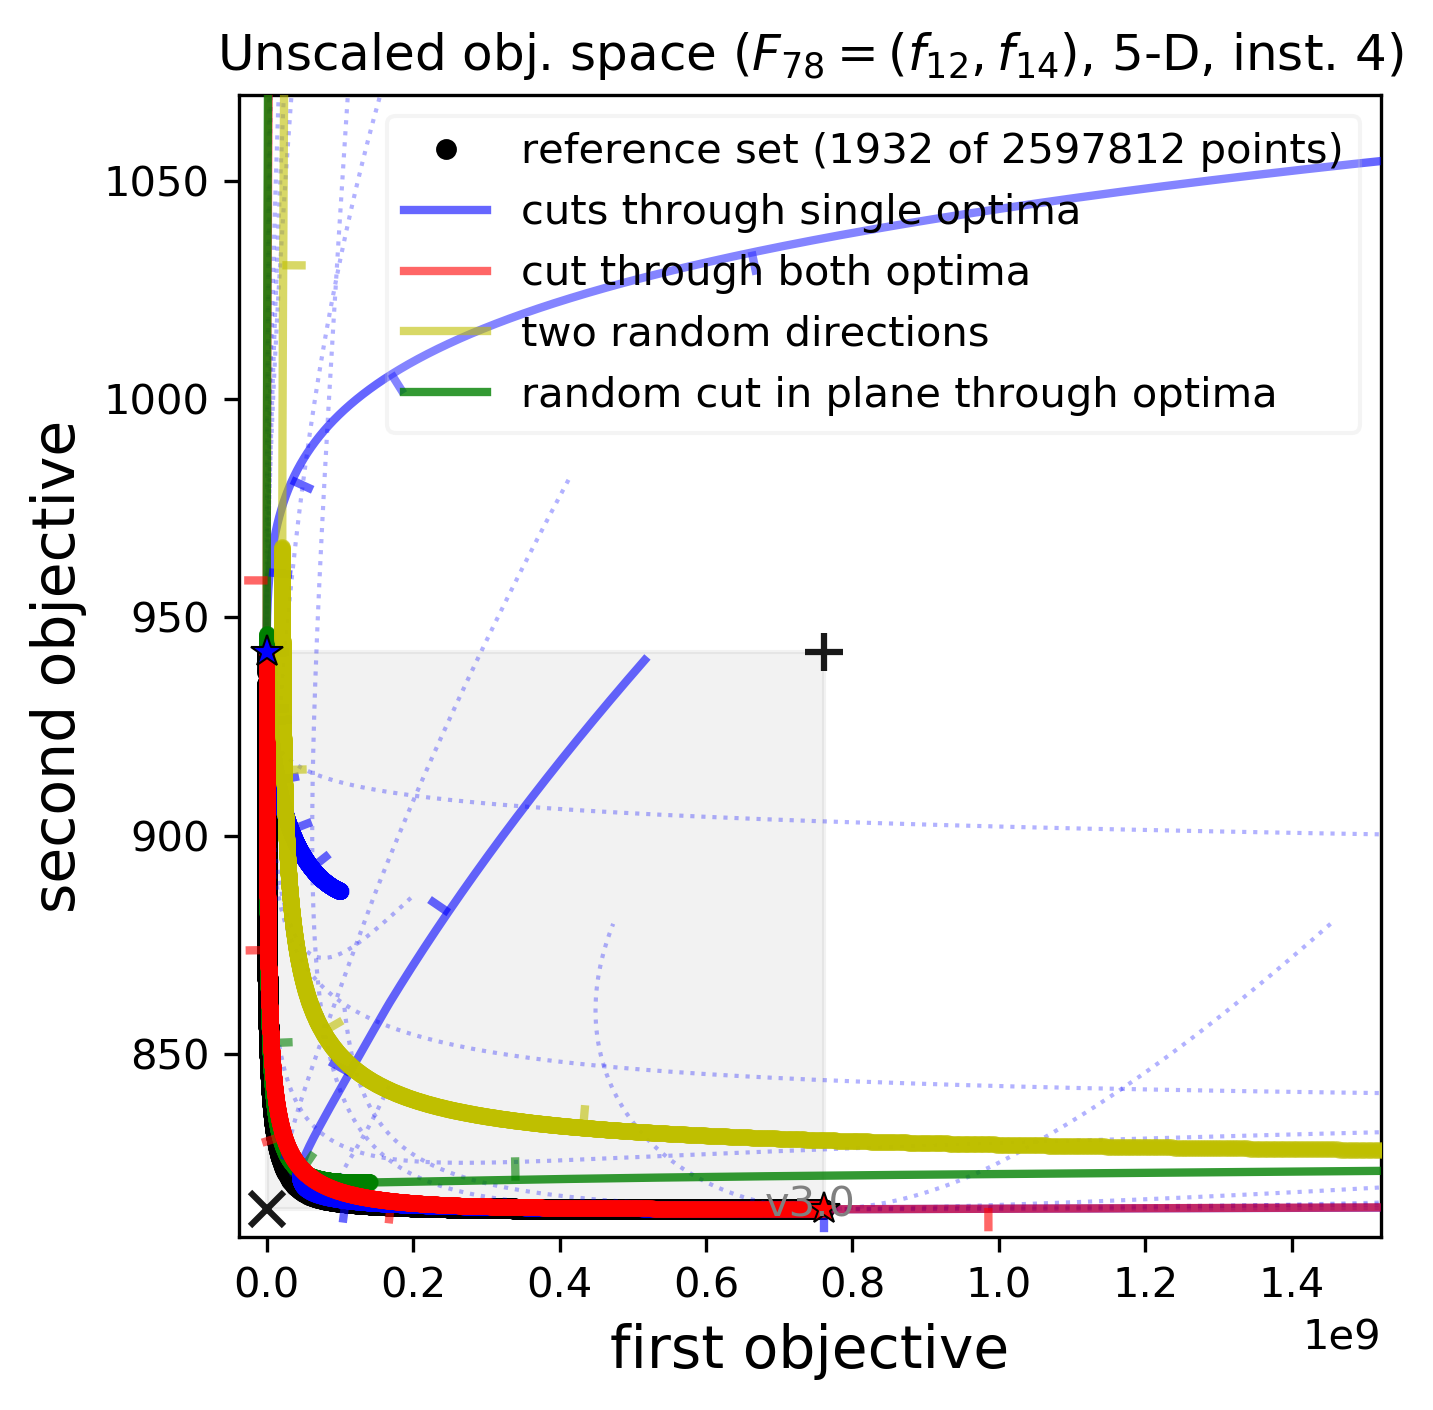 Unscaled obj. space (F₇₈ = (f₁₂, f₁₄), 5-D, inst. 4)
reference set (1932 of 2597812 points)
cuts through single optima
cut through both optima
two random directions
random cut in plane through optima
1050
1000
950
900
850
second objective
v3.0
0.0 0.2 0.4 0.6 0.8 1.0 1.2 1.4
1e9
first objective